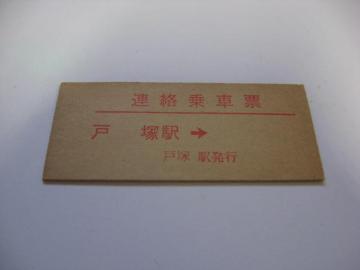 連絡乗車票
戸 塚駅→
戸塚 駅発行